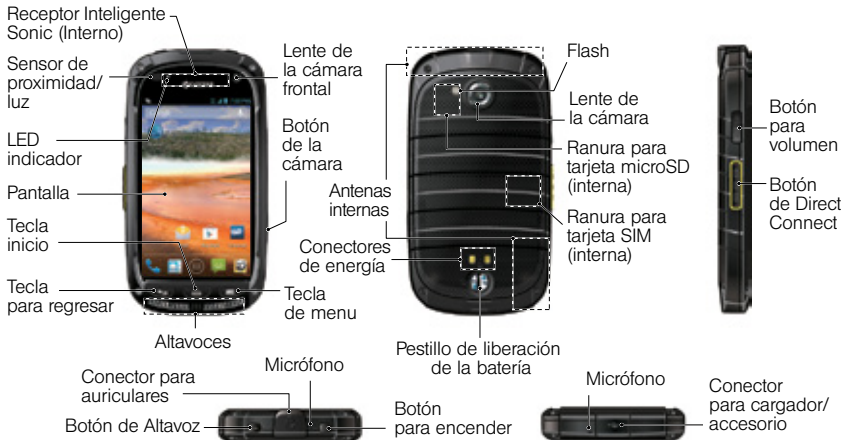 Receptor Inteligente
Sonic (Interno)
Sensor de
proximidad/
luz
LED
indicador
Pantalla
Tecla
inicio
Tecla
para regresar
Altavoces
Lente de
la cámara
frontal
Botón
de la
cámara
Tecla
de menu
Antenas
internas
Conectores
de energía
Flash
Lente de
la cámara
Ranura para
tarjeta microSD
(interna)
Ranura para
tarjeta SIM
(interna)
Pestillo de liberación
de la batería
Botón
para
volumen
Botón
de Direct
Connect
Conector para
auriculares
Botón de Altavoz
Micrófono
Botón
para encender
Micrófono
Conector
para cargador/
accesorio